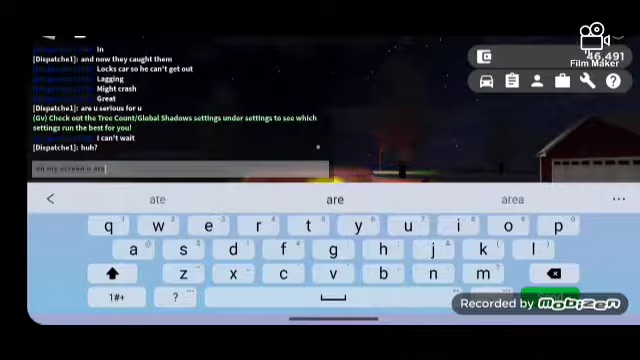 In
[Dispatche1]: and now they caught them
Locks car so he can't get out
Lagging
Might crash
Great
[Dispatche1]: are u serious for u
(Gv) Check out the Tree Count/Global Shadows settings under settings to see which
settings run the best for you!
I can't wait
[Dispatche1]: huh?
on my screen u are
46,491
Film Maker
ate are area
q w e r t y u i o p
a s d f g h j k l
z x c v b n m
1#+ ?
Recorded by mobizen